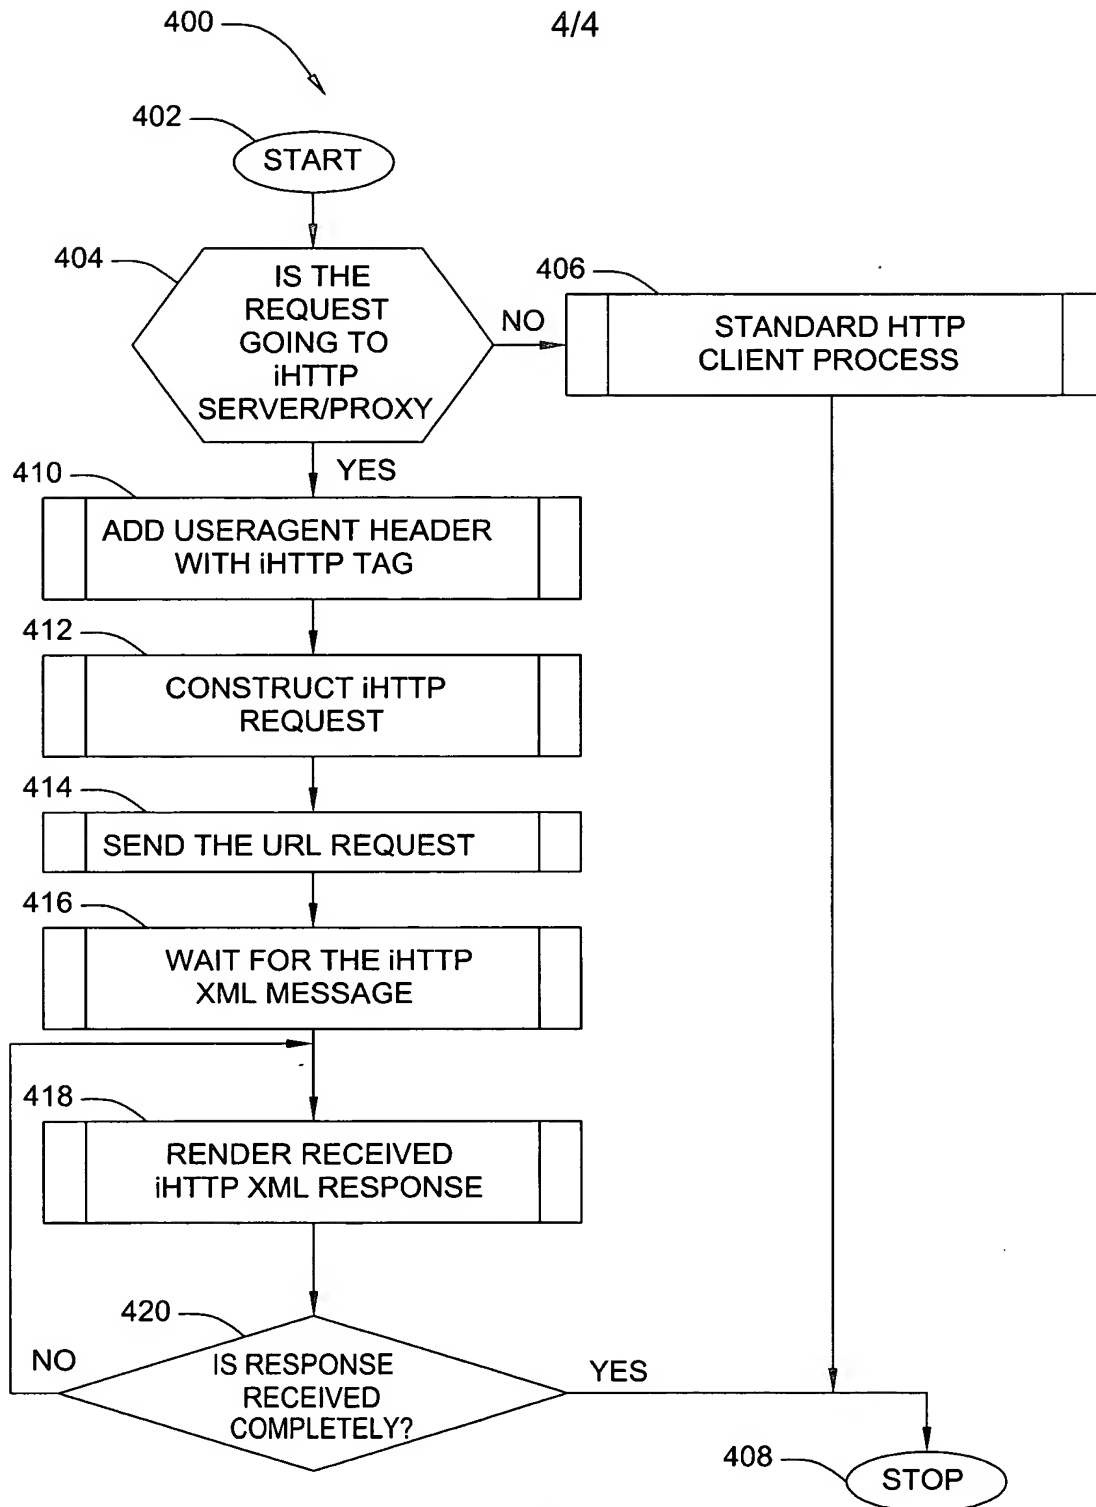 400
4/4
402
START
404
IS THE
REQUEST
GOING TO
iHTTP
SERVER/PROXY
NO
406
STANDARD HTTP
CLIENT PROCESS
YES
410
ADD USERAGENT HEADER
WITH iHTTP TAG
412
CONSTRUCT iHTTP
REQUEST
414
SEND THE URL REQUEST
416
WAIT FOR THE iHTTP
XML MESSAGE
418
RENDER RECEIVED
iHTTP XML RESPONSE
420
NO
IS RESPONSE
RECEIVED
COMPLETELY?
YES
408
STOP